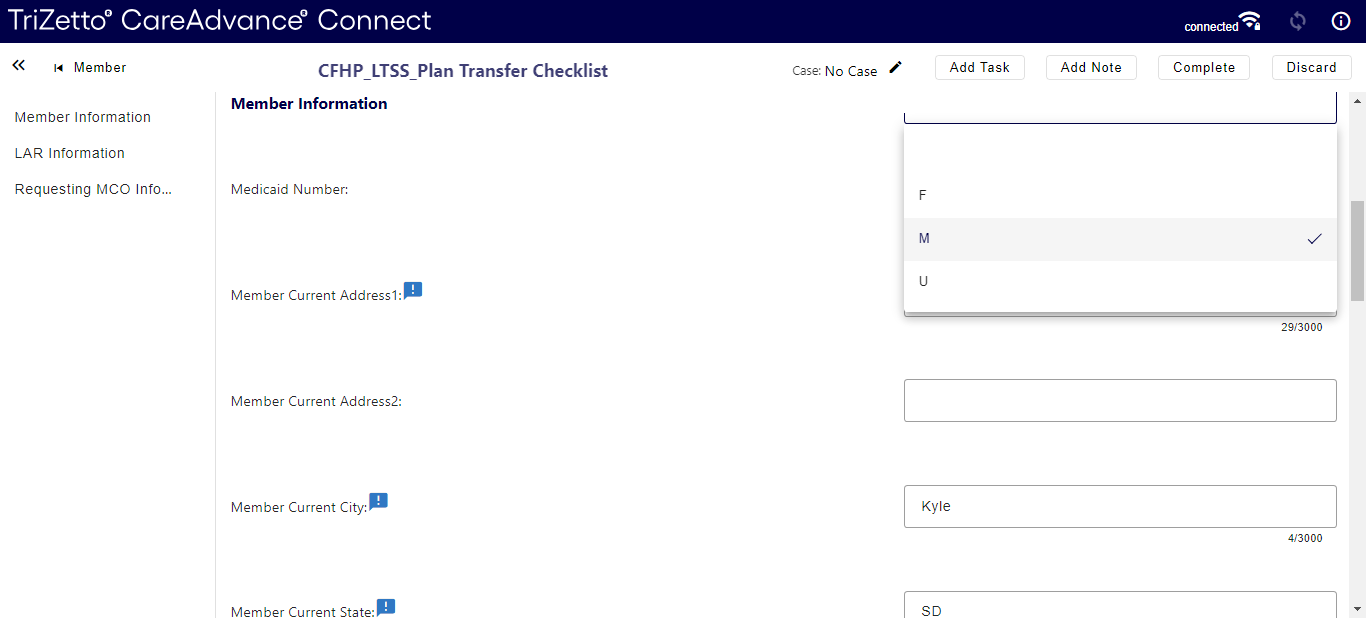 TriZetto® CareAdvance® Connect
connected
Member
CFHP_LTSS_Plan Transfer Checklist
Case: No Case
Add Task
Add Note
Complete
Discard
Member Information
LAR Information
Requesting MCO Info...
Member Information
Medicaid Number:
F
M
U
Member Current Address1:
29/3000
Member Current Address2:
Member Current City:
Kyle
4/3000
Member Current State:
SD